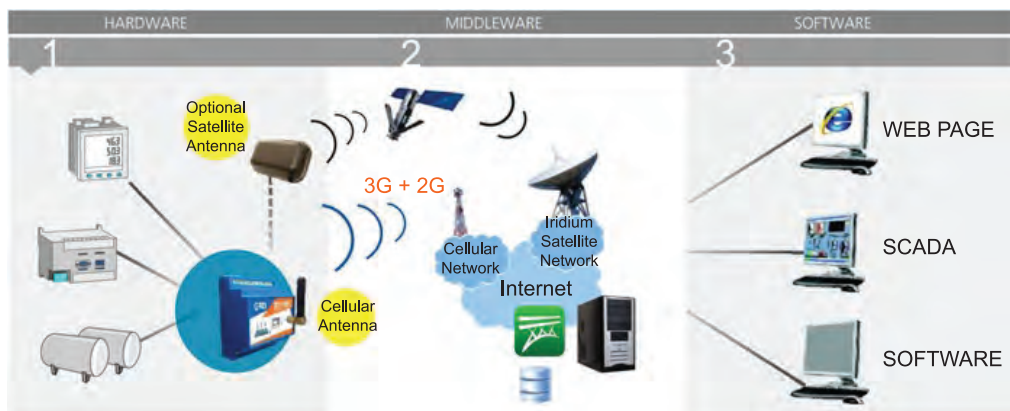 HARDWARE
MIDDLEWARE
SOFTWARE
1
2
3
Optional
Satellite
Antenna
WEB PAGE
3G + 2G
Iridium
Satellite
Network
Cellular
Network
SCADA
Internet
Cellular
Antenna
SOFTWARE